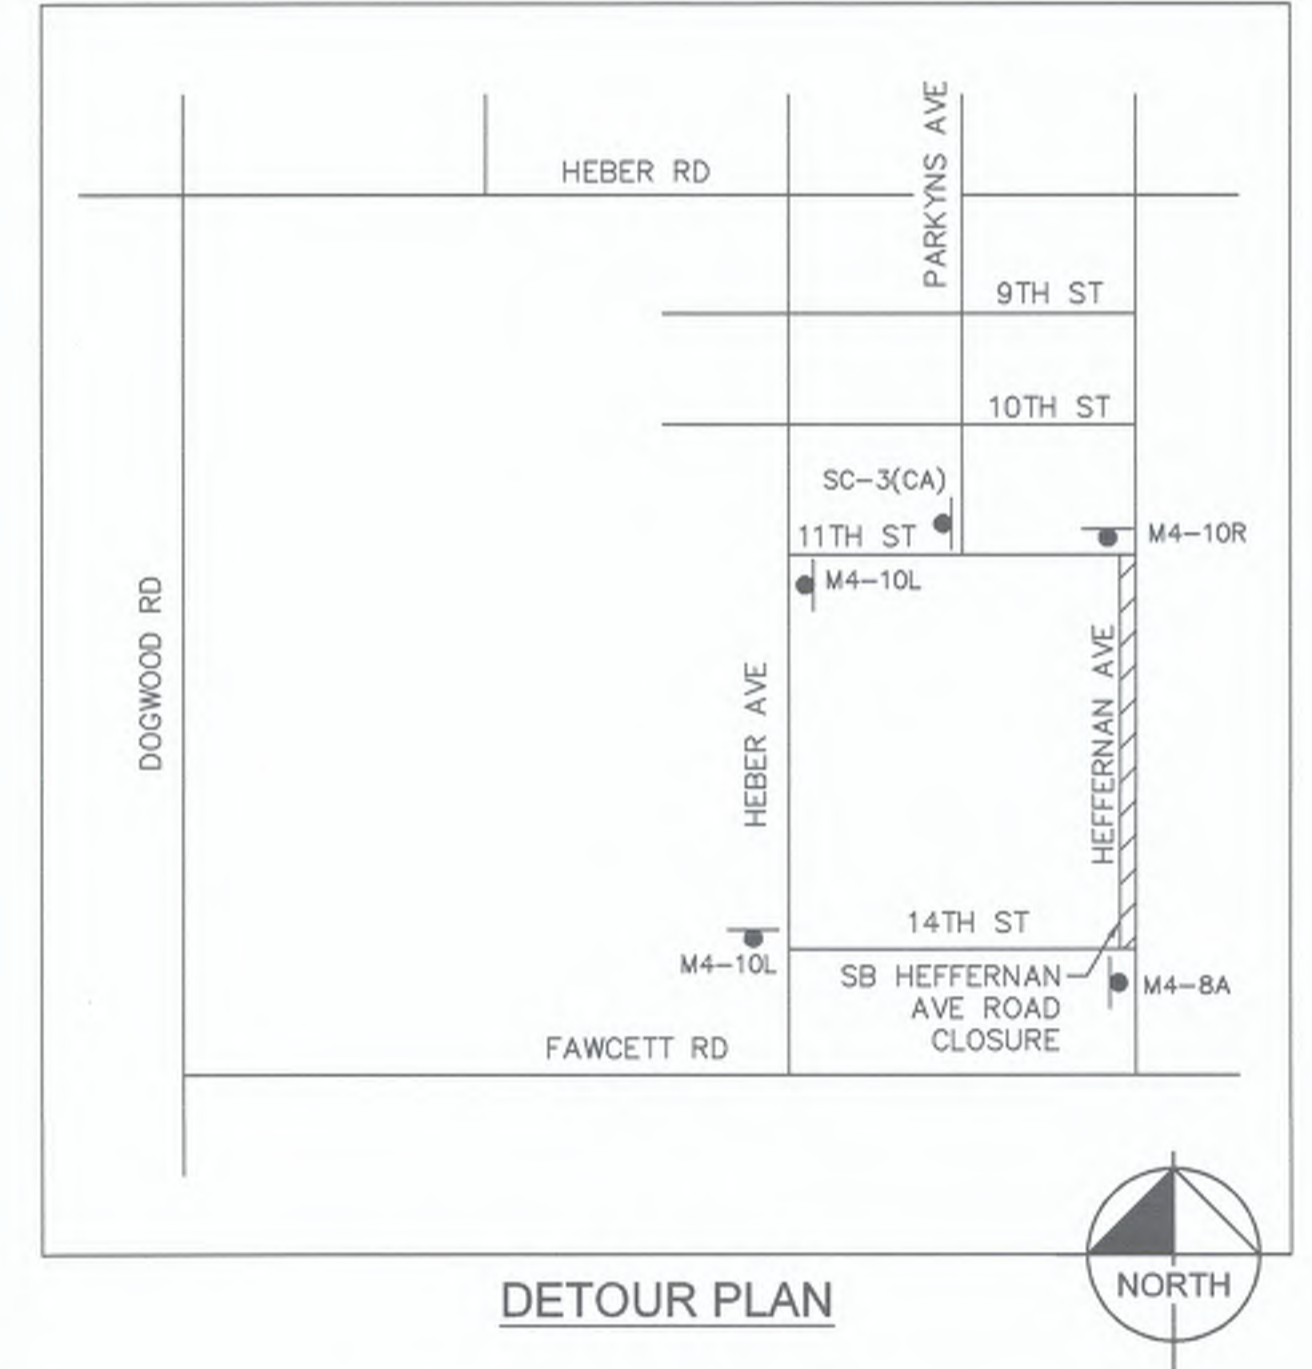 PARKYNS AVE
HEBER RD
9TH ST
10TH ST
SC-3(CA)
11TH ST
M4-10R
M4-10L
DOGWOOD RD
HEBER AVE
HEFFERNAN AVE
14TH ST
M4-10L
SB HEFFERNAN
AVE ROAD
CLOSURE
M4-8A
FAWCETT RD
NORTH
DETOUR PLAN